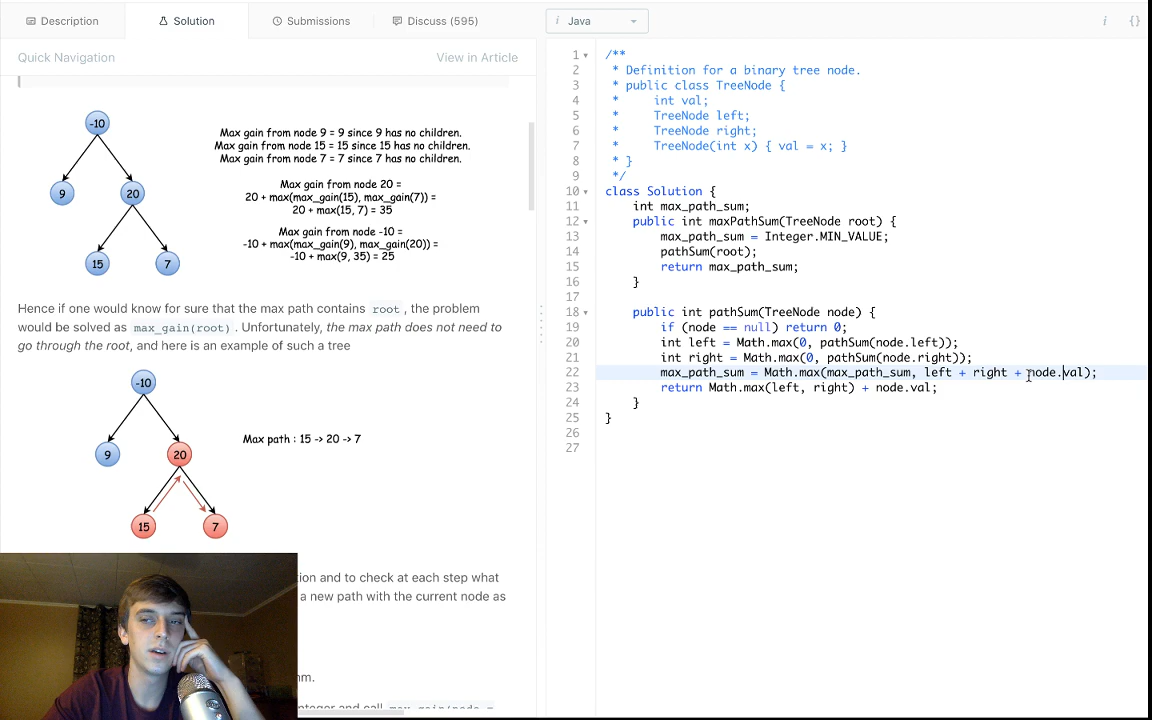 Description
Solution
Submissions
Discuss (595)
i Java
i {}
Quick Navigation
View in Article
-10
9
20
15
7
Max gain from node 9 = 9 since 9 has no children.
Max gain from node 15 = 15 since 15 has no children.
Max gain from node 7 = 7 since 7 has no children.
Max gain from node 20 =
20 + max(max_gain(15), max_gain(7)) =
20 + max(15, 7) = 35
Max gain from node -10 =
-10 + max(max_gain(9), max_gain(20)) =
-10 + max(9, 35) = 25
Hence if one would know for sure that the max path contains root , the problem
would be solved as max_gain(root) . Unfortunately, the max path does not need to
go through the root, and here is an example of such a tree
-10
9
20
15
7
Max path : 15 -> 20 -> 7
ion and to check at each step what
a new path with the current node as
1 /**
2 * Definition for a binary tree node.
3 * public class TreeNode {
4 *     int val;
5 *     TreeNode left;
6 *     TreeNode right;
7 *     TreeNode(int x) { val = x; }
8 * }
9 */
10 class Solution {
11 int max_path_sum;
12 public int maxPathSum(TreeNode root) {
13 max_path_sum = Integer.MIN_VALUE;
14 pathSum(root);
15 return max_path_sum;
16 }
17
18 public int pathSum(TreeNode node) {
19 if (node == null) return 0;
20 int left = Math.max(0, pathSum(node.left));
21 int right = Math.max(0, pathSum(node.right));
22 max_path_sum = Math.max(max_path_sum, left + right + node.val);
23 return Math.max(left, right) + node.val;
24 }
25 }
26
27